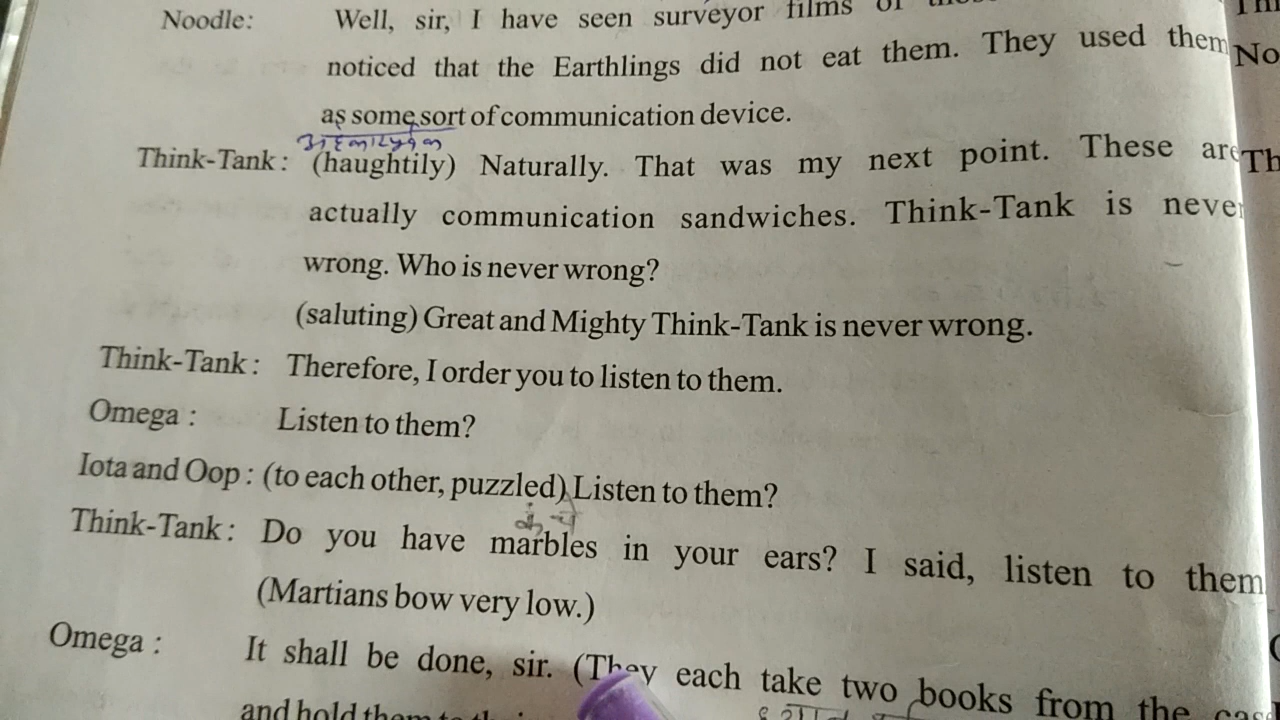 Noodle: Well, sir, I have seen surveyor films of
noticed that the Earthlings did not eat them. They used them
as some sort of communication device.
Think-Tank : (haughtily) Naturally. That was my next point. These are
actually communication sandwiches. Think-Tank is never
wrong. Who is never wrong?
(saluting) Great and Mighty Think-Tank is never wrong.
Think-Tank : Therefore, I order you to listen to them.
Omega : Listen to them?
Iota and Oop : (to each other, puzzled) Listen to them?
कंचे
Think-Tank : Do you have marbles in your ears? I said, listen to them
(Martians bow very low.)
Omega : It shall be done, sir. (They each take two books from the
and hold them to
No
Th